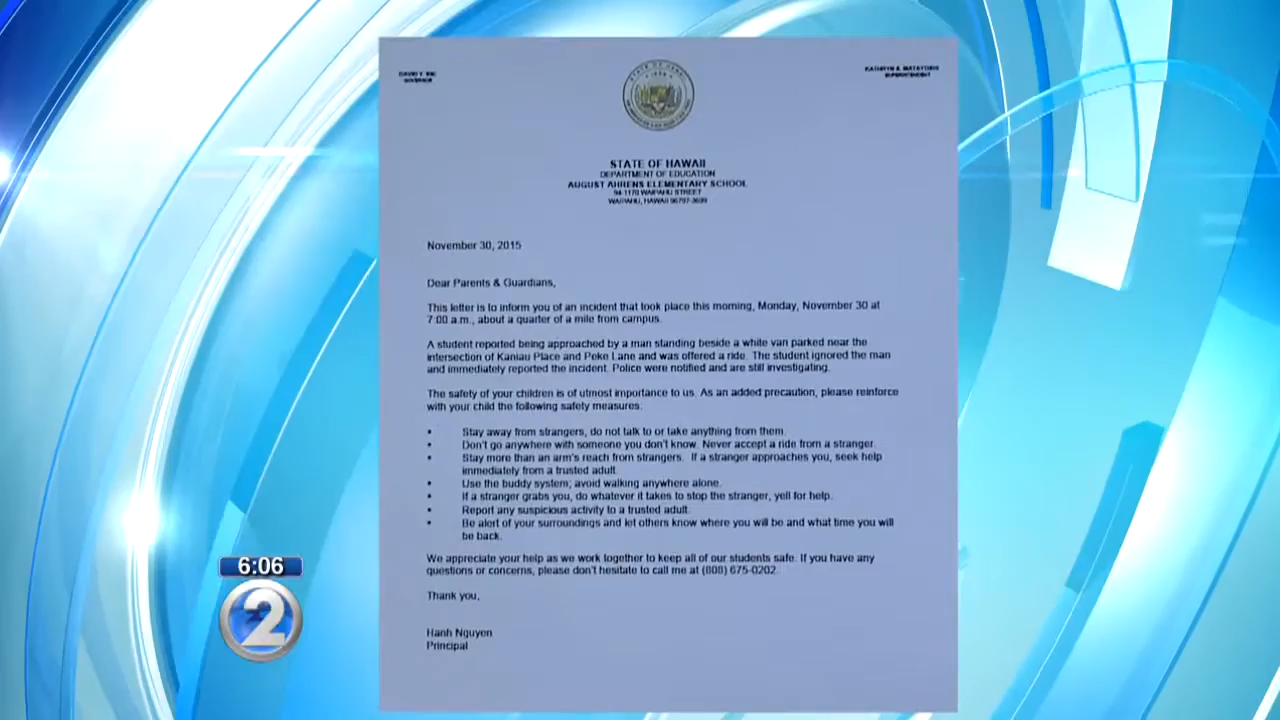 DAVID Y. IGE
GOVERNOR
KATHRYN S. MATAYOSHI
SUPERINTENDENT
STATE OF HAWAII
DEPARTMENT OF EDUCATION
AUGUST AHRENS ELEMENTARY SCHOOL
94-1170 WAIPAHU STREET
WAIPAHU, HAWAII 96797-3699
November 30, 2015
Dear Parents & Guardians,
This letter is to inform you of an incident that took place this morning, Monday, November 30 at
7:00 a.m., about a quarter of a mile from campus.
A student reported being approached by a man standing beside a white van parked near the
intersection of Kaniau Place and Peke Lane and was offered a ride. The student ignored the man
and immediately reported the incident. Police were notified and are still investigating.
The safety of your children is of utmost importance to us. As an added precaution, please reinforce
with your child the following safety measures:
• Stay away from strangers, do not talk to or take anything from them.
• Don't go anywhere with someone you don't know. Never accept a ride from a stranger.
• Stay more than an arm's reach from strangers. If a stranger approaches you, seek help
immediately from a trusted adult.
• Use the buddy system; avoid walking anywhere alone.
• If a stranger grabs you, do whatever it takes to stop the stranger, yell for help.
• Report any suspicious activity to a trusted adult.
• Be alert of your surroundings and let others know where you will be and what time you will
be back.
We appreciate your help as we work together to keep all of our students safe. If you have any
questions or concerns, please don't hesitate to call me at (808) 675-0202.
Thank you,
Hanh Nguyen
Principal
6:06
2